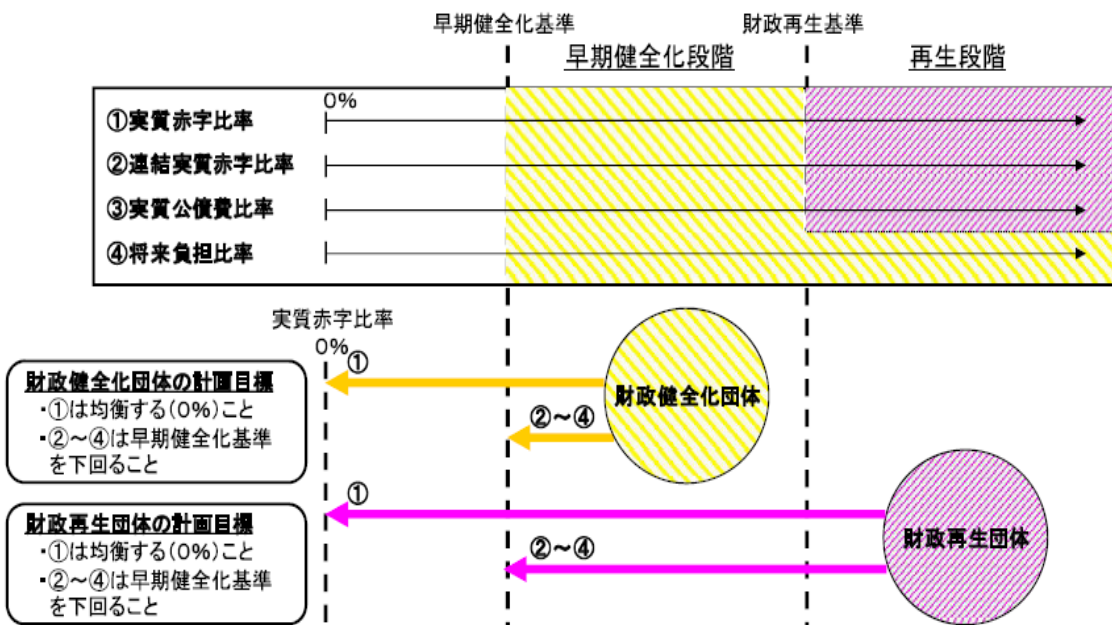 早期健全化基準
財政再生基準
早期健全化段階
再生段階
0%
①実質赤字比率
②連結実質赤字比率
③実質公債費比率
④将来負担比率
実質赤字比率
0%
財政健全化団体の計画目標
・①は均衡する(0%)こと
・②～④は早期健全化基準
を下回ること
①
②～④
財政健全化団体
財政再生団体の計画目標
・①は均衡する(0%)こと
・②～④は早期健全化基準
を下回ること
①
②～④
財政再生団体